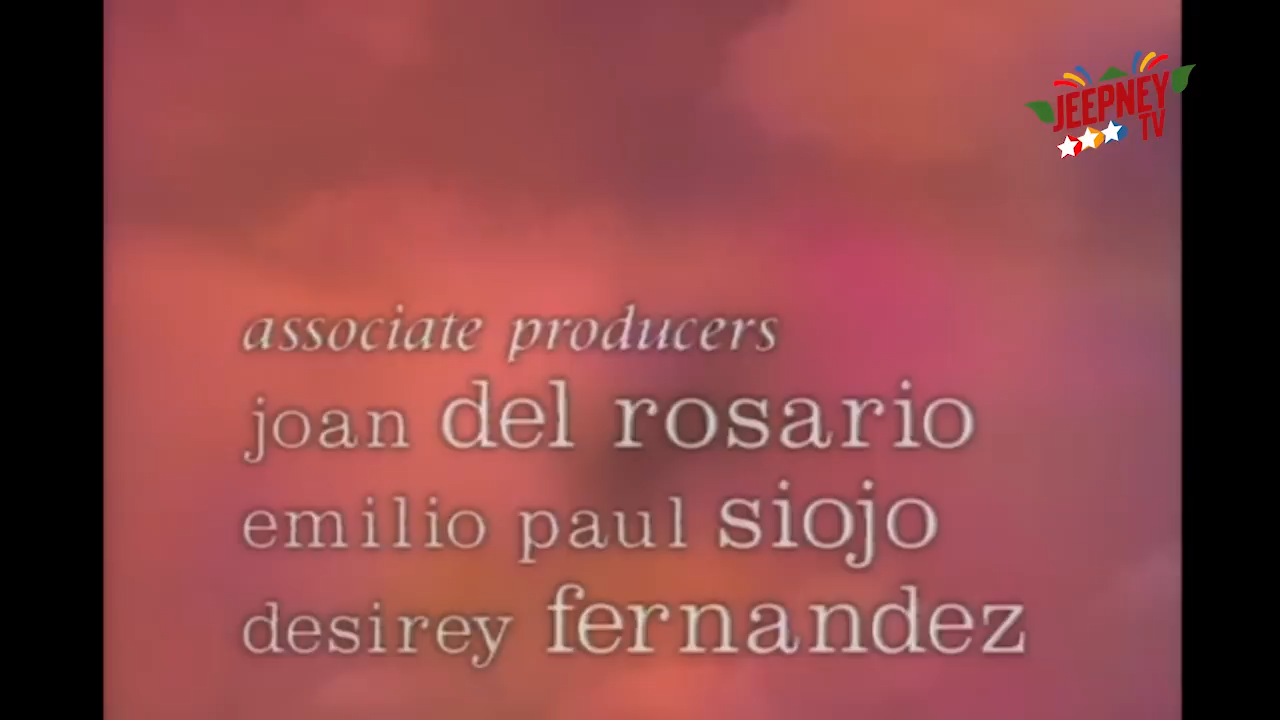 JEEPNEY
TV
associate producers
joan del rosario
emilio paul siojo
desirey fernandez